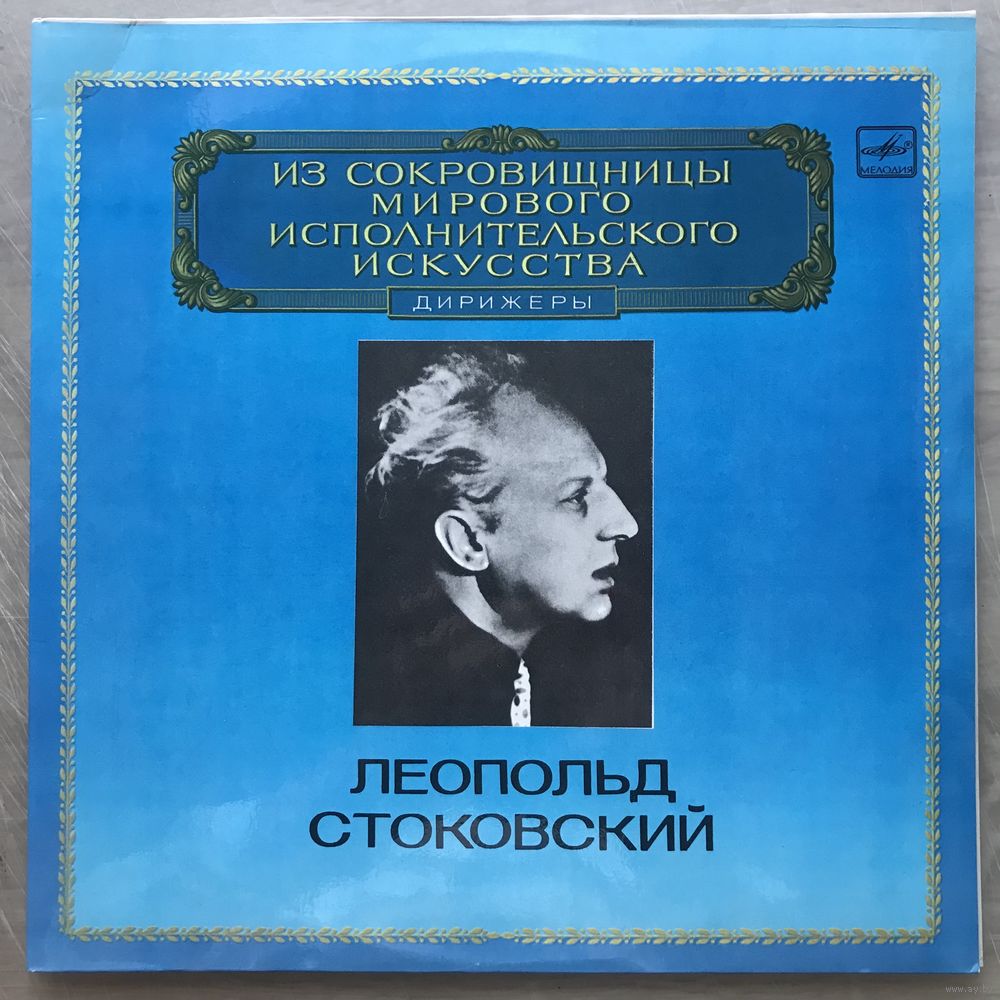 ИЗ СОКРОВИЩНИЦЫ
МИРОВОГО
ИСПОЛНИТЕЛЬСКОГО
ИСКУССТВА
ДИРИЖЕРЫ
МЕЛОДИЯ
ЛЕОПОЛЬД
СТОКОВСКИЙ